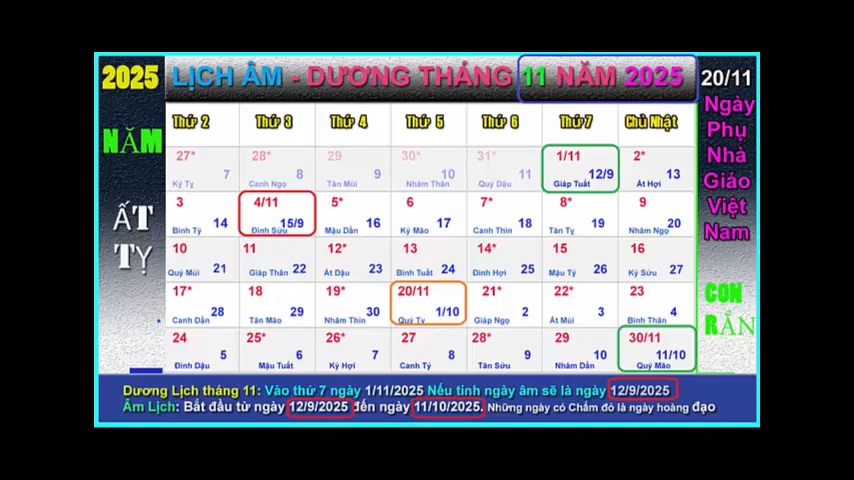 2025
LỊCH ÂM - DƯƠNG THÁNG 11 NĂM 2025
20/11
Ngày
Phụ
Nhà
Giáo
Việt
Nam
NĂM
ẤT
TỴ
CON
RẮN
Thứ 2 Thứ 3 Thứ 4 Thứ 5 Thứ 6 Thứ 7 Chủ Nhật
27* 28* 29 30* 31* 1/11 2*
7 8 9 10 11 12/9 13
Kỷ Tỵ Canh Ngọ Tân Mùi Nhâm Thân Quý Dậu Giáp Tuất Ất Hợi
3 4/11 5* 6 7* 8* 9
14 15/9 16 17 18 19 20
Bính Tý Đinh Sửu Mậu Dần Kỷ Mão Canh Thìn Tân Tỵ Nhâm Ngọ
10 11 12* 13 14* 15 16
21 22 23 24 25 26 27
Quý Mùi Giáp Thân Ất Dậu Bính Tuất Đinh Hợi Mậu Tý Kỷ Sửu
17* 18 19* 20/11 21* 22* 23
28 29 30 1/10 2 3 4
Canh Dần Tân Mão Nhâm Thìn Quý Tỵ Giáp Ngọ Ất Mùi Bính Thân
24 25* 26* 27 28* 29 30/11
5 6 7 8 9 10 11/10
Đinh Dậu Mậu Tuất Kỷ Hợi Canh Tý Tân Sửu Nhâm Dần Quý Mão
Dương Lịch tháng 11: Vào thứ 7 ngày 1/11/2025 Nếu tính ngày âm sẽ là ngày 12/9/2025
Âm Lịch: Bắt đầu từ ngày 12/9/2025 đến ngày 11/10/2025. Những ngày có Chấm đỏ là ngày hoàng đạo